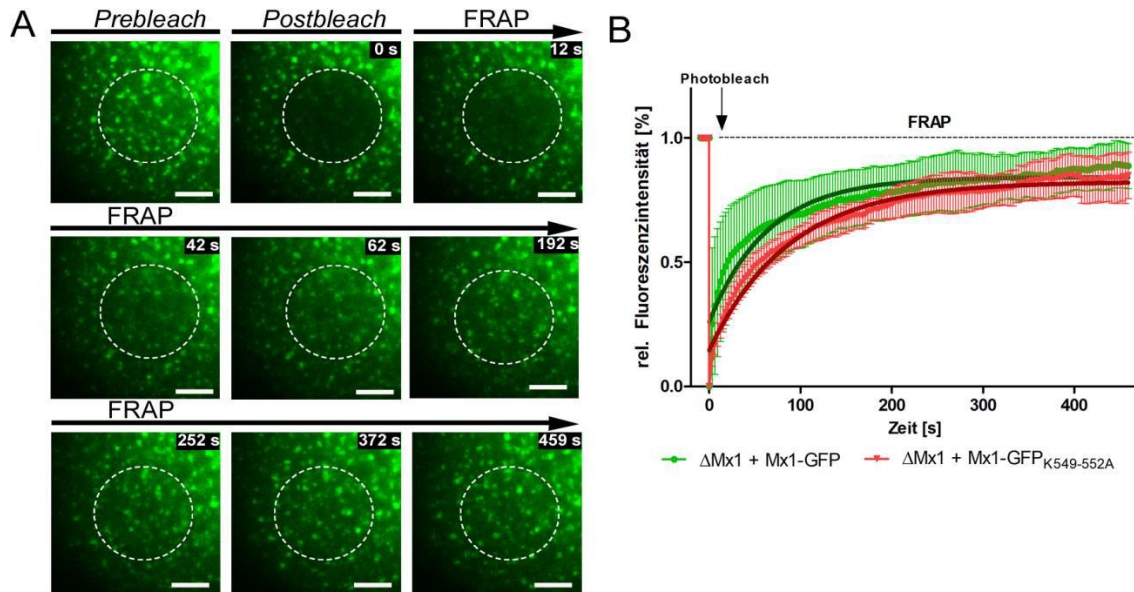 A
Prebleach
Postbleach
FRAP
0 s
12 s
FRAP
42 s
62 s
192 s
FRAP
252 s
372 s
459 s
B
Photobleach
FRAP
rel. Fluoreszenzintensität [%]
1.0
0.5
0.0
0
100
200
300
400
Zeit [s]
ΔMx1 + Mx1-GFP
ΔMx1 + Mx1-GFPK549-552A